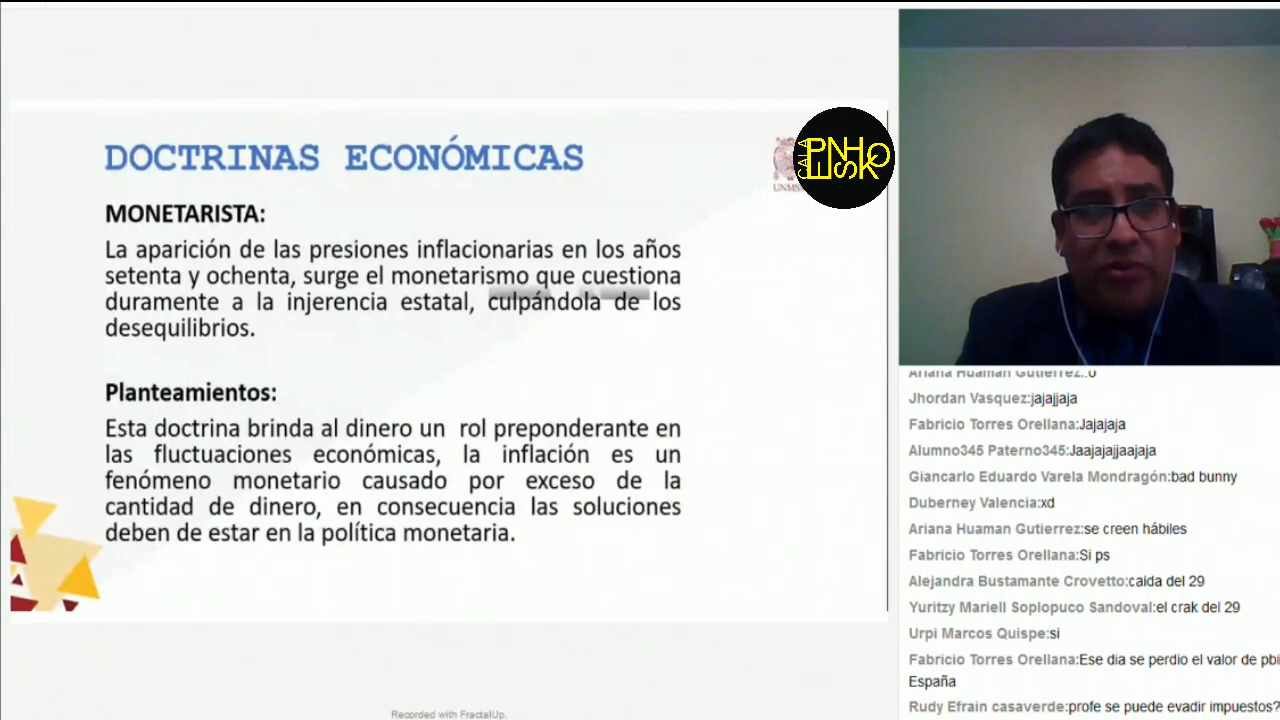 DOCTRINAS ECONÓMICAS
MONETARISTA:
La aparición de las presiones inflacionarias en los años
setenta y ochenta, surge el monetarismo que cuestiona
duramente a la injerencia estatal, culpándola de los
desequilibrios.
Planteamientos:
Esta doctrina brinda al dinero un rol preponderante en
las fluctuaciones económicas, la inflación es un
fenómeno monetario causado por exceso de la
cantidad de dinero, en consecuencia las soluciones
deben de estar en la política monetaria.
Recorded with FractalUp.
Ariana Huaman Gutierrez:
Jhordan Vasquez:jajajjaja
Fabricio Torres Orellana:Jajajaja
Alumno345 Paterno345:Jaajajajjaajaja
Giancarlo Eduardo Varela Mondragón:bad bunny
Duberney Valencia:xd
Ariana Huaman Gutierrez:se creen hábiles
Fabricio Torres Orellana:Si ps
Alejandra Bustamante Crovetto:caida del 29
Yuritzy Mariell Soplopuco Sandoval:el crak del 29
Urpi Marcos Quispe:si
Fabricio Torres Orellana:Ese dia se perdio el valor de pbi
España
Rudy Efrain casaverde:profe se puede evadir impuestos?